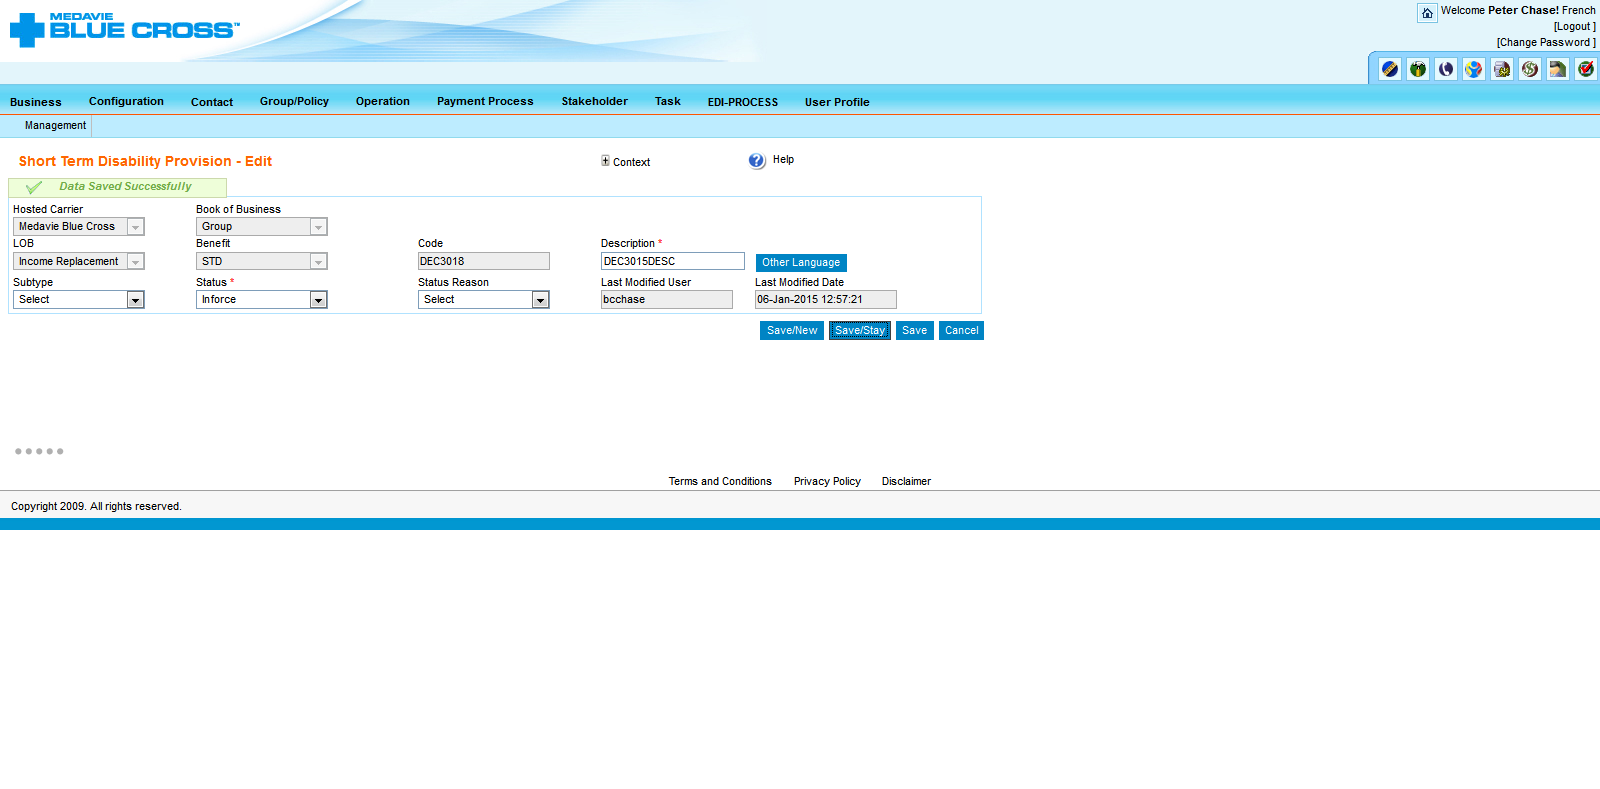 MEDAVIE
BLUE CROSS™
Welcome Peter Chase! French
[Logout ]
[Change Password ]
Business Configuration Contact Group/Policy Operation Payment Process Stakeholder Task EDI-PROCESS User Profile
Management
Short Term Disability Provision - Edit
Context
Help
Data Saved Successfully
Hosted Carrier Book of Business
Medavie Blue Cross Group
LOB Benefit Code Description *
Income Replacement STD DEC3018 DEC3015DESC Other Language
Subtype Status * Status Reason Last Modified User Last Modified Date
Select Inforce Select bcchase 06-Jan-2015 12:57:21
Save/New Save/Stay Save Cancel
Terms and Conditions Privacy Policy Disclaimer
Copyright 2009. All rights reserved.